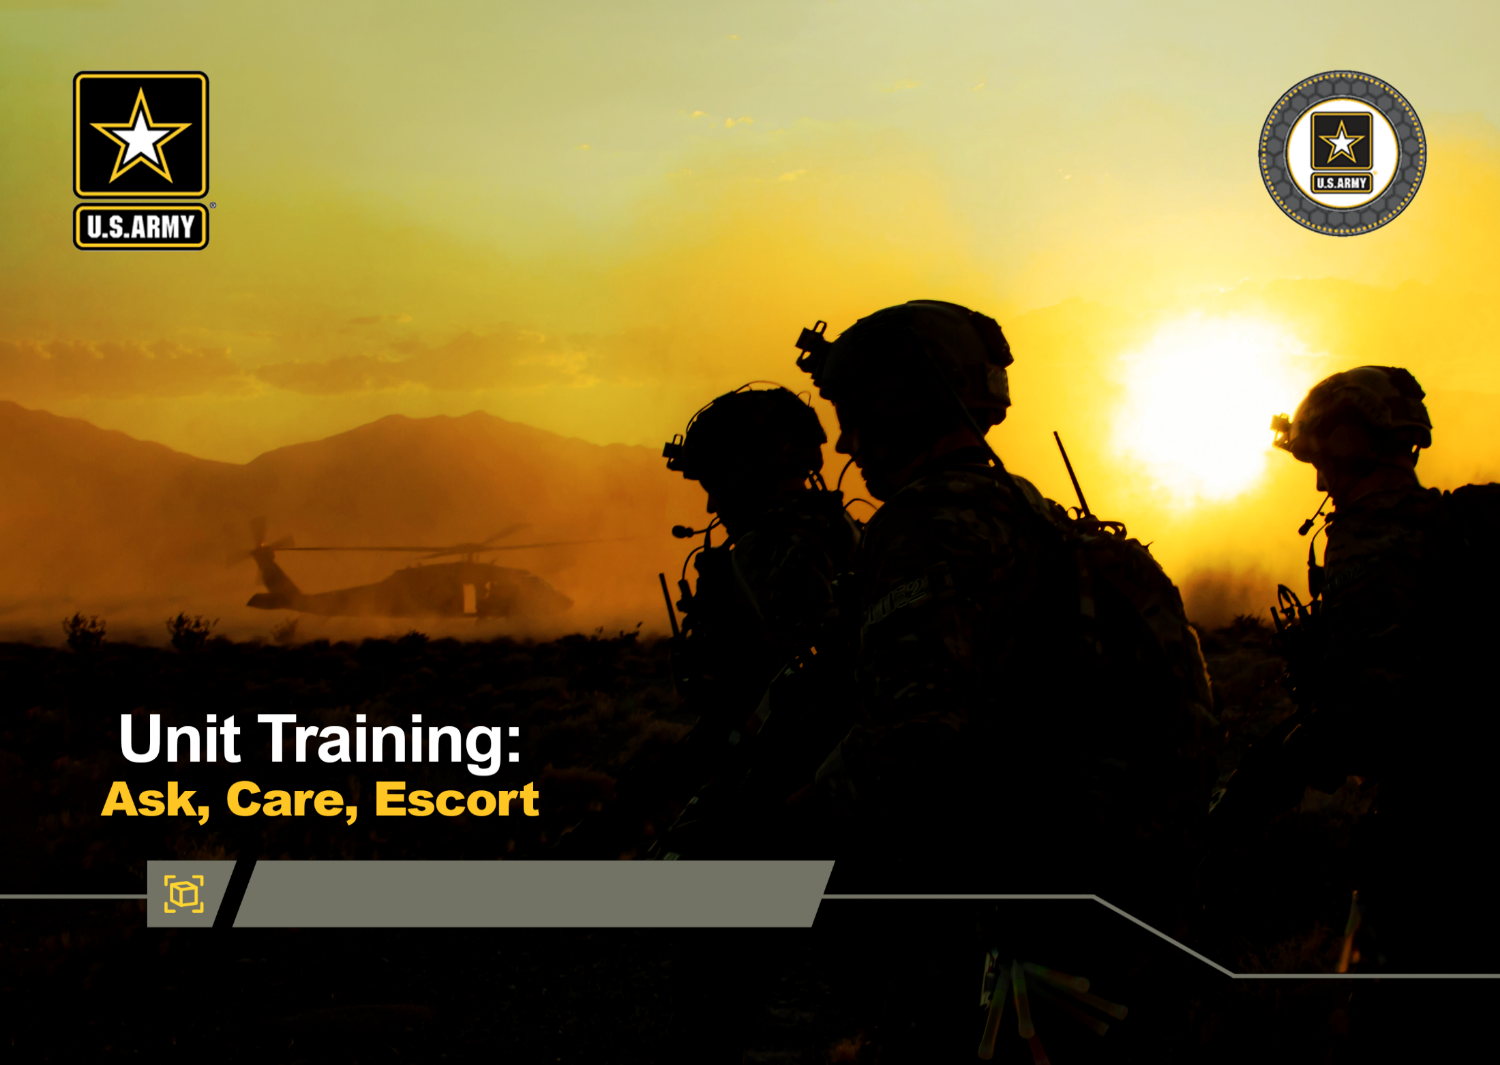 U.S.ARMY
U.S.ARMY
Unit Training:
Ask, Care, Escort